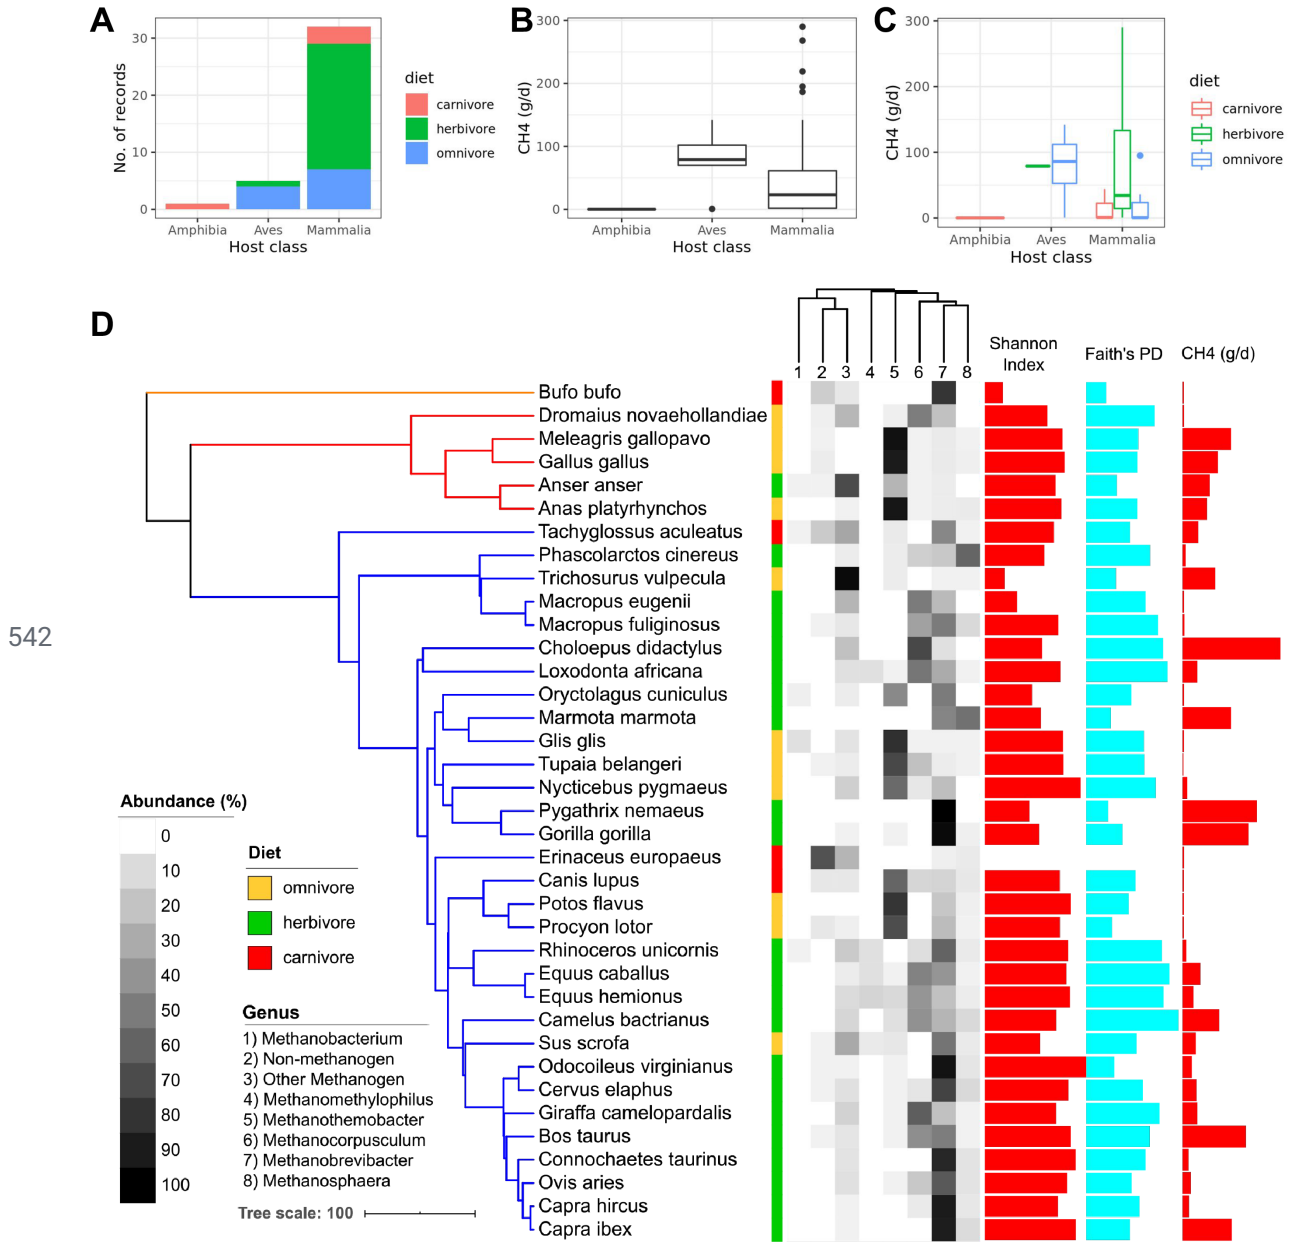 A
30
20
10
0
No. of records
Amphibia Aves Mammalia
Host class
diet
carnivore
herbivore
omnivore
B
300
200
100
0
CH4 (g/d)
Amphibia Aves Mammalia
Host class
C
300
200
100
0
CH4 (g/d)
Amphibia Aves Mammalia
Host class
diet
carnivore
herbivore
omnivore
D
542
1 2 3 4 5 6 7 8
Shannon
Index
Faith's PD
CH4 (g/d)
Bufo bufo
Dromaius novaehollandiae
Meleagris gallopavo
Gallus gallus
Anser anser
Anas platyrhynchos
Tachyglossus aculeatus
Phascolarctos cinereus
Trichosurus vulpecula
Macropus eugenii
Macropus fuliginosus
Choloepus didactylus
Loxodonta africana
Oryctolagus cuniculus
Marmota marmota
Glis glis
Tupaia belangeri
Nycticebus pygmaeus
Pygathrix nemaeus
Gorilla gorilla
Erinaceus europaeus
Canis lupus
Potos flavus
Procyon lotor
Rhinoceros unicornis
Equus caballus
Equus hemionus
Camelus bactrianus
Sus scrofa
Odocoileus virginianus
Cervus elaphus
Giraffa camelopardalis
Bos taurus
Connochaetes taurinus
Ovis aries
Capra hircus
Capra ibex
Abundance (%)
0
10
20
30
40
50
60
70
80
90
100
Diet
omnivore
herbivore
carnivore
Genus
1) Methanobacterium
2) Non-methanogen
3) Other Methanogen
4) Methanomethylophilus
5) Methanothemobacter
6) Methanocorpusculum
7) Methanobrevibacter
8) Methanosphaera
Tree scale: 100